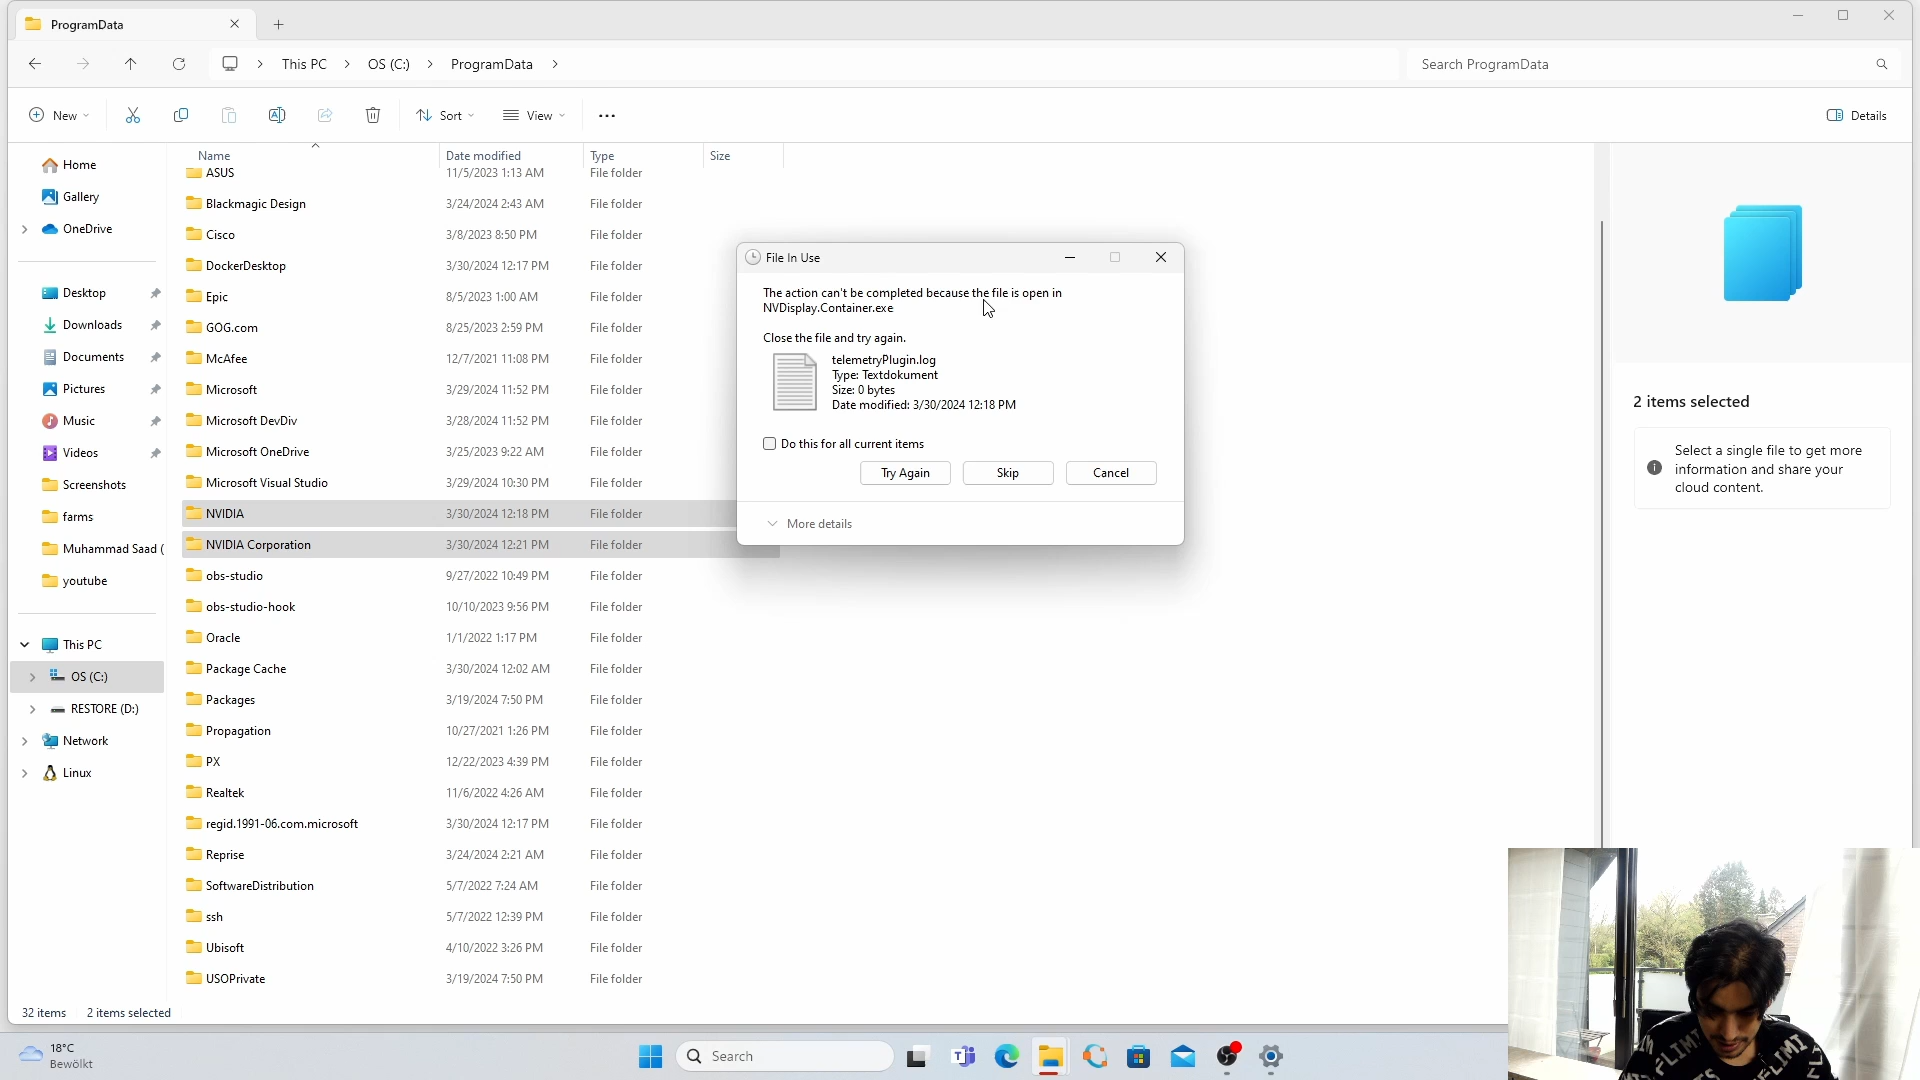 ProgramData
This PC
OS (C:)
ProgramData
Search ProgramData
New
Sort
View
Details
Home
Gallery
OneDrive
Desktop
Downloads
Documents
Pictures
Music
Videos
Screenshots
farms
Muhammad Saad (
youtube
This PC
OS (C:)
RESTORE (D:)
Network
Linux
Name Date modified Type Size
ASUS 11/5/2023 1:13 AM File folder
Blackmagic Design 3/24/2024 2:43 AM File folder
Cisco 3/8/2023 8:50 PM File folder
DockerDesktop 3/30/2024 12:17 PM File folder
Epic 8/5/2023 1:00 AM File folder
GOG.com 8/25/2023 2:59 PM File folder
McAfee 12/7/2021 11:08 PM File folder
Microsoft 3/29/2024 11:52 PM File folder
Microsoft DevDiv 3/28/2024 11:52 PM File folder
Microsoft OneDrive 3/25/2023 9:22 AM File folder
Microsoft Visual Studio 3/29/2024 10:30 PM File folder
NVIDIA 3/30/2024 12:18 PM File folder
NVIDIA Corporation 3/30/2024 12:21 PM File folder
obs-studio 9/27/2022 10:49 PM File folder
obs-studio-hook 10/10/2023 9:56 PM File folder
Oracle 1/1/2022 1:17 PM File folder
Package Cache 3/30/2024 12:02 AM File folder
Packages 3/19/2024 7:50 PM File folder
Propagation 10/27/2021 1:26 PM File folder
PX 12/22/2023 4:39 PM File folder
Realtek 11/6/2022 4:26 AM File folder
regid.1991-06.com.microsoft 3/30/2024 12:17 PM File folder
Reprise 3/24/2024 2:21 AM File folder
SoftwareDistribution 5/7/2022 7:24 AM File folder
ssh 5/7/2022 12:39 PM File folder
Ubisoft 4/10/2022 3:26 PM File folder
USOPrivate 3/19/2024 7:50 PM File folder
File In Use
The action can't be completed because the file is open in
NVDisplay.Container.exe
Close the file and try again.
telemetryPlugin.log
Type: Textdokument
Size: 0 bytes
Date modified: 3/30/2024 12:18 PM
Do this for all current items
Try Again
Skip
Cancel
More details
2 items selected
Select a single file to get more
information and share your
cloud content.
32 items
2 items selected
18°C
Bewölkt
Search